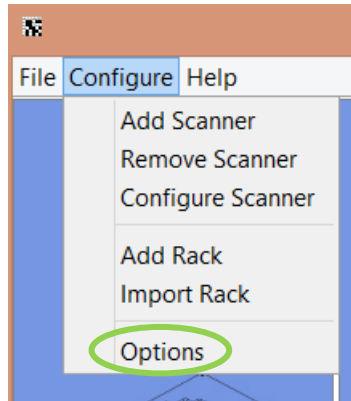 File Configure Help
Add Scanner
Remove Scanner
Configure Scanner
Add Rack
Import Rack
Options